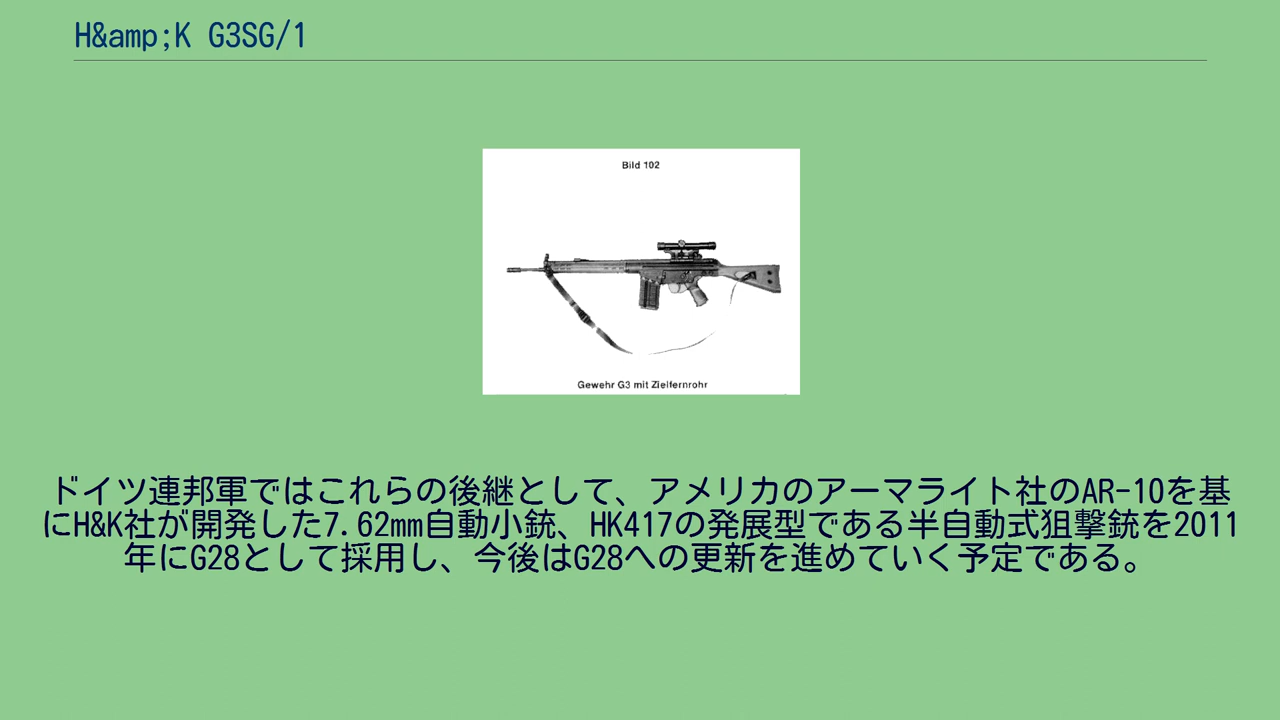 H&amp;K G3SG/1
Bild 102
Gewehr G3 mit Zielfernrohr
ドイツ連邦軍ではこれらの後継として、アメリカのアーマライト社のAR-10を基
にH&K社が開発した7.62mm自動小銃、HK417の発展型である半自動式狙撃銃を2011
年にG28として採用し、今後はG28への更新を進めていく予定である。